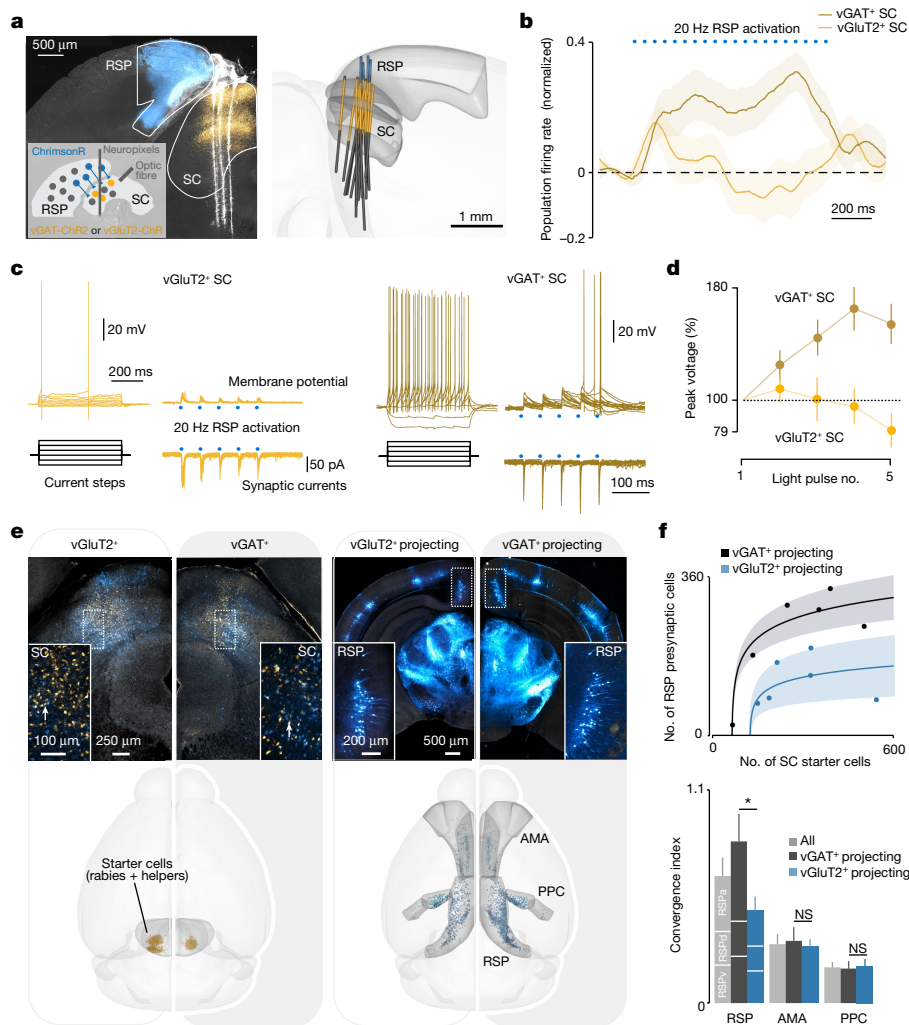 a
500 µm
RSP
SC
ChrimsonR
Neuropixels
Optic
fibre
RSP
SC
vGAT-ChR2 or vGluT2-ChR
RSP
SC
1 mm
b
vGAT⁺ SC
vGluT2⁺ SC
20 Hz RSP activation
Population firing rate (normalized)
0.4
0
−0.2
200 ms
c
vGluT2⁺ SC
20 mV
200 ms
Membrane potential
20 Hz RSP activation
50 pA
Current steps
Synaptic currents
vGAT⁺ SC
20 mV
100 ms
d
180
vGAT⁺ SC
Peak voltage (%)
100
79
vGluT2⁺ SC
1
5
Light pulse no.
e
vGluT2⁺
vGAT⁺
vGluT2⁺ projecting
vGAT⁺ projecting
SC
SC
RSP
RSP
100 µm
250 µm
200 µm
500 µm
Starter cells
(rabies + helpers)
AMA
PPC
RSP
f
vGAT⁺ projecting
vGluT2⁺ projecting
360
No. of RSP presynaptic cells
0
0
600
No. of SC starter cells
1.1
*
All
vGAT⁺ projecting
vGluT2⁺ projecting
Convergence index
RSPa
RSPd
RSPv
NS
NS
0
RSP
AMA
PPC